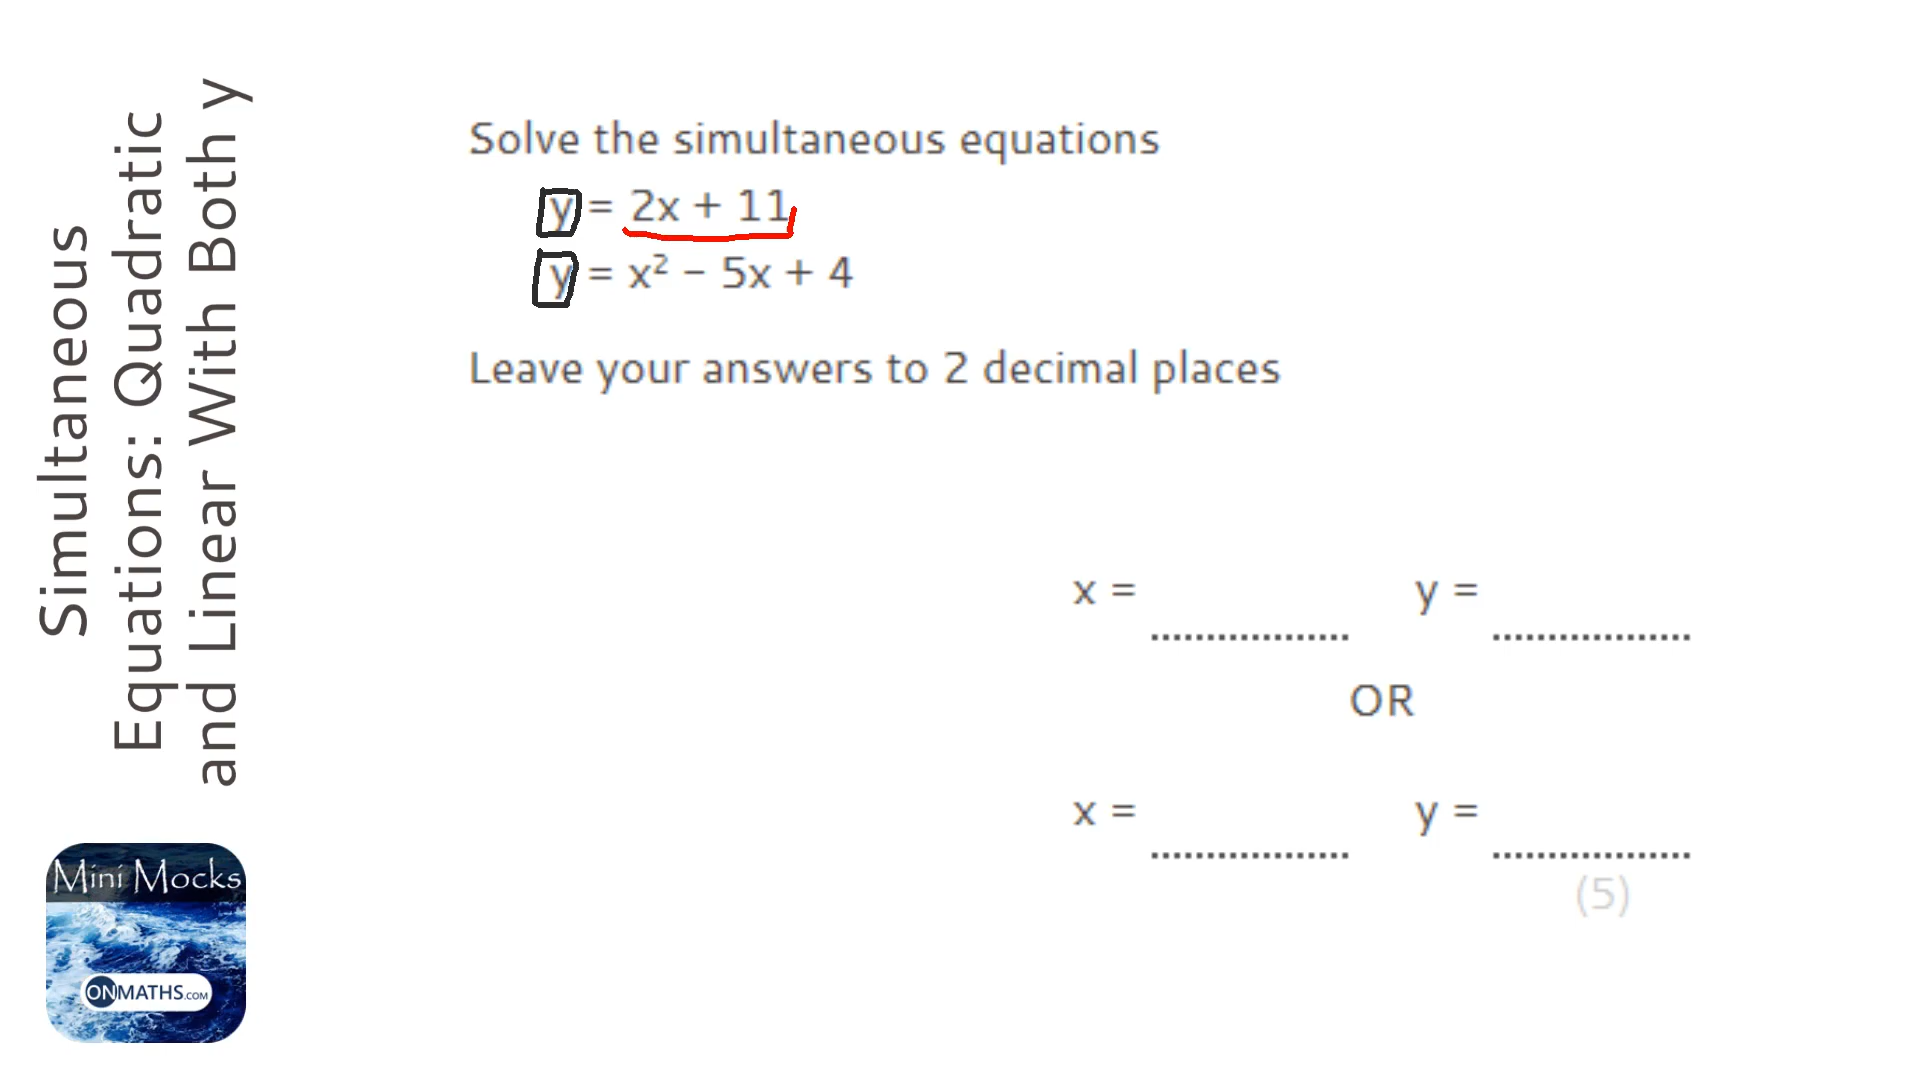 Simultaneous
Equations: Quadratic
and Linear With Both y
Solve the simultaneous equations
y = 2x + 11
y = x² − 5x + 4
Leave your answers to 2 decimal places
x = .................. y = ..................
OR
x = .................. y = ..................
(5)
Mini Mocks
ONMATHS.COM